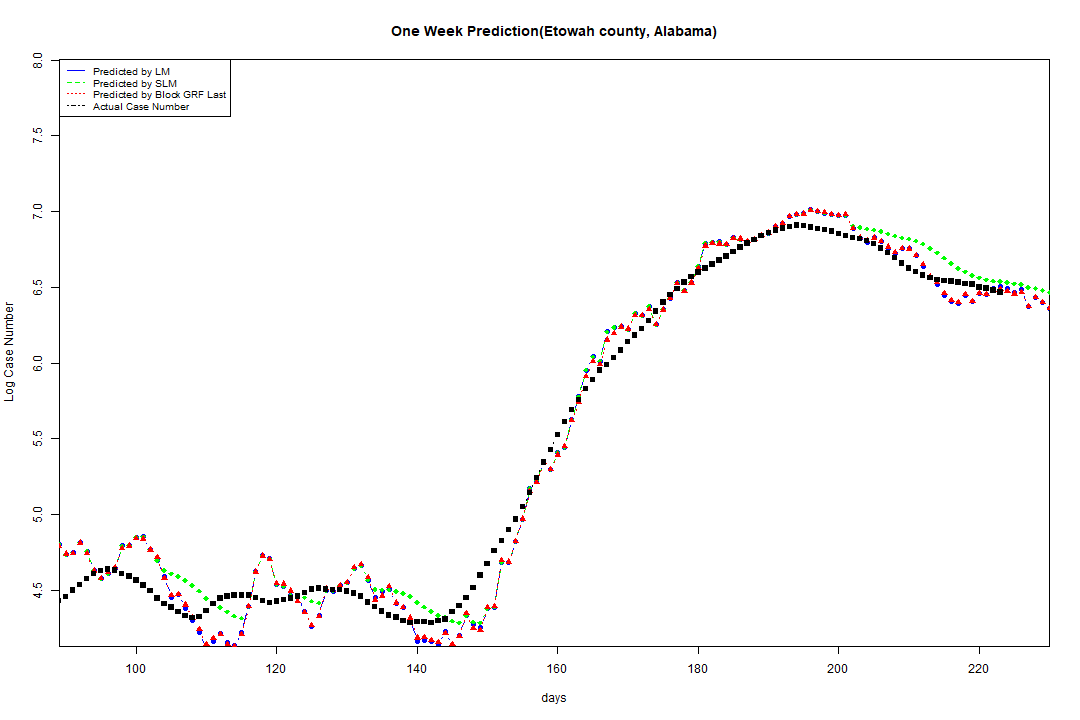 One Week Prediction(Etowah county, Alabama)
Predicted by LM
Predicted by SLM
Predicted by Block GRF Last
Actual Case Number
8.0
7.5
7.0
6.5
6.0
5.5
5.0
4.5
Log Case Number
100 120 140 160 180 200 220
days